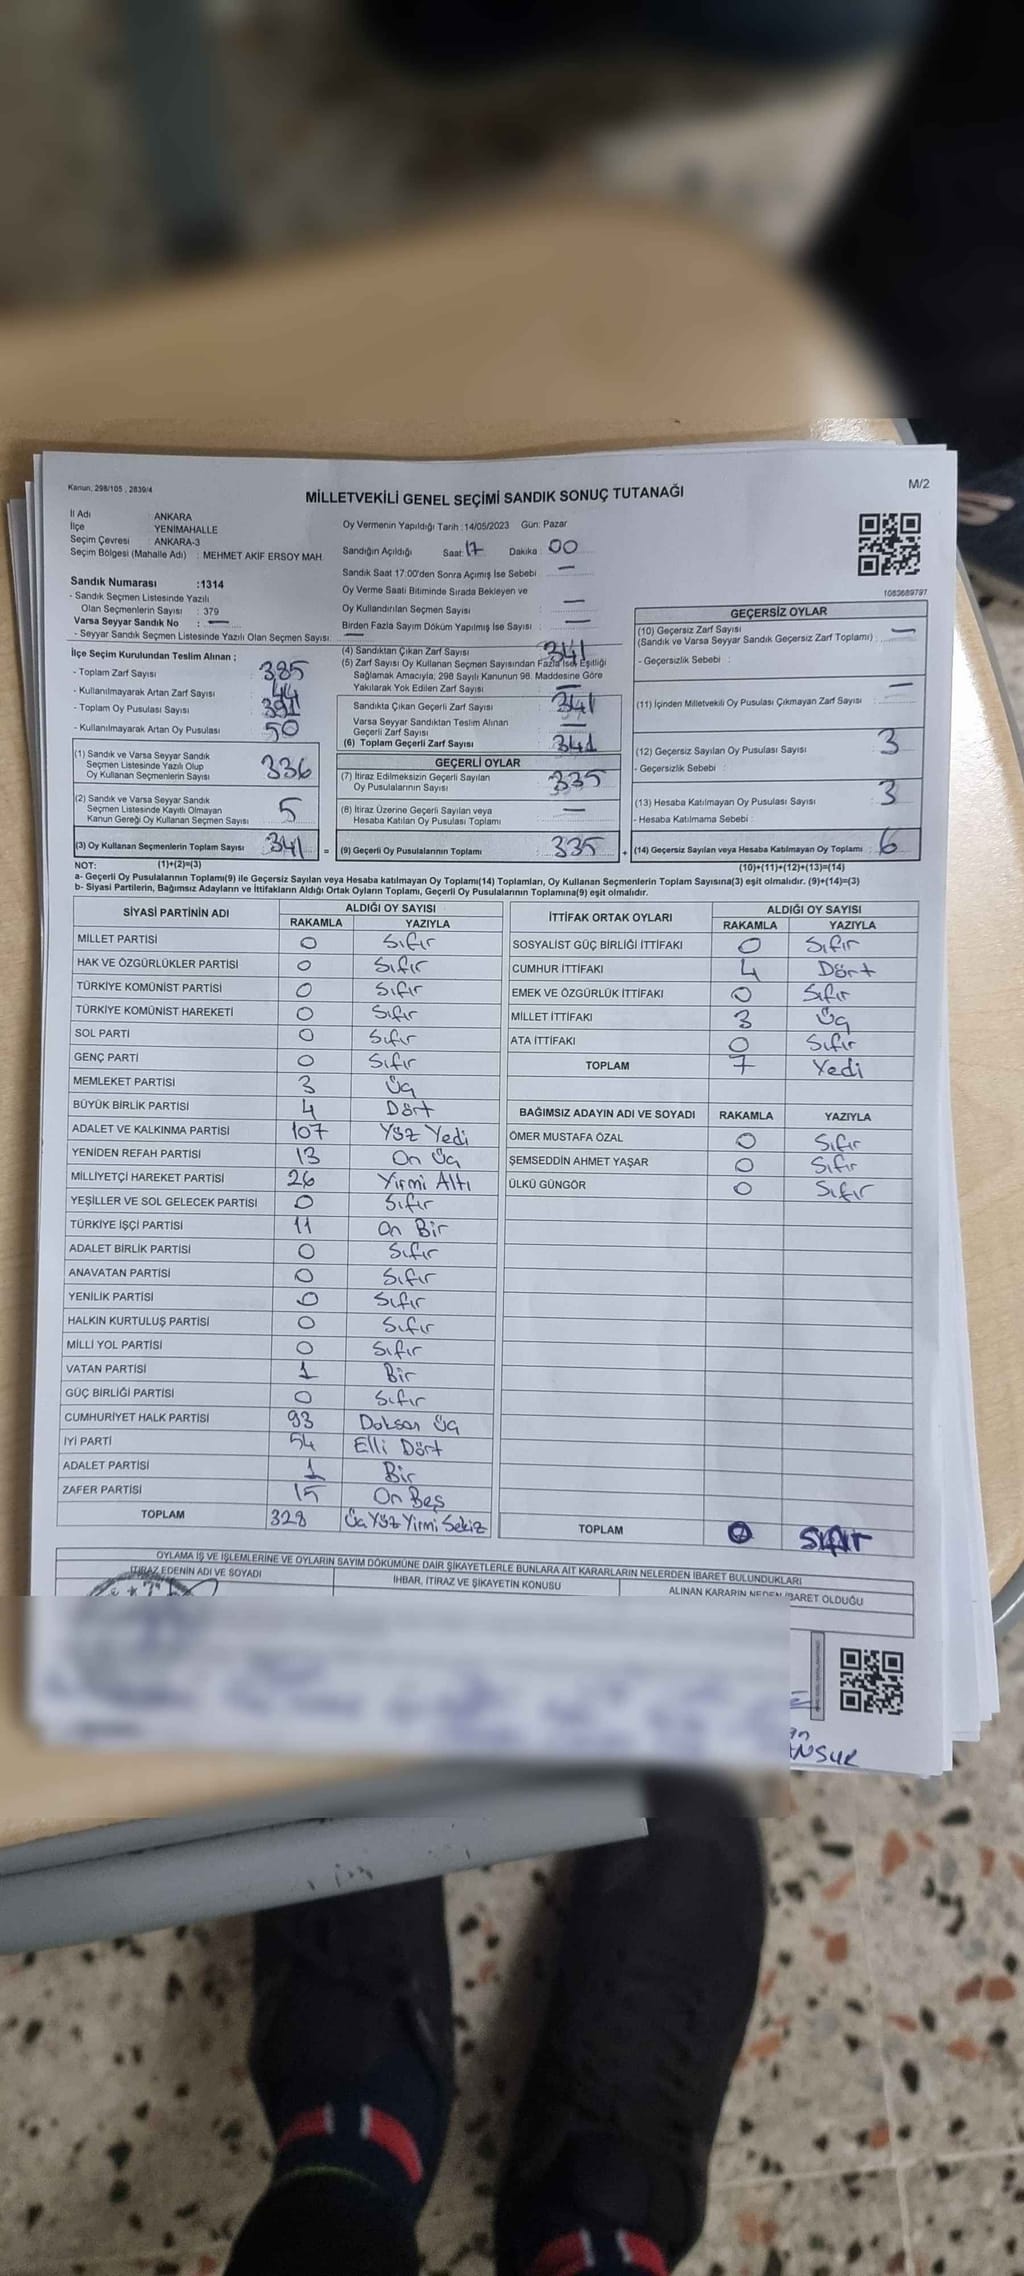 Kanun, 298/105 , 2839/4
MİLLETVEKİLİ GENEL SEÇİMİ SANDIK SONUÇ TUTANAĞI
M/2
İl Adı : ANKARA
İlçe : YENİMAHALLE
Seçim Çevresi : ANKARA-3
Seçim Bölgesi (Mahalle Adı) : MEHMET AKİF ERSOY MAH.
Sandık Numarası :1314
- Sandık Seçmen Listesinde Yazılı
Olan Seçmenlerin Sayısı : 379
Varsa Seyyar Sandık No : —
- Seyyar Sandık Seçmen Listesinde Yazılı Olan Seçmen Sayısı: —
Oy Vermenin Yapıldığı Tarih : 14/05/2023 Gün: Pazar
Sandığın Açıldığı Saat: 17 Dakika : 00
Sandık Saat 17:00'den Sonra Açımış İse Sebebi : —
Oy Verme Saati Bitiminde Sırada Bekleyen ve
Oy Kullandırılan Seçmen Sayısı : —
Birden Fazla Sayım Döküm Yapılmış İse Sayısı : —
1083689797
İlçe Seçim Kurulundan Teslim Alınan ;
- Toplam Zarf Sayısı : 385
- Kullanılmayarak Artan Zarf Sayısı : 44
- Toplam Oy Pusulası Sayısı : 391
- Kullanılmayarak Artan Oy Pusulası : 50
(1) Sandık ve Varsa Seyyar Sandık
Seçmen Listesinde Yazılı Olup
Oy Kullanan Seçmenlerin Sayısı : 336
(2) Sandık ve Varsa Seyyar Sandık
Seçmen Listesinde Kayıtlı Olmayan
Kanun Gereği Oy Kullanan Seçmen Sayısı : 5
(3) Oy Kullanan Seçmenlerin Toplam Sayısı : 341 =
(4) Sandıktan Çıkan Zarf Sayısı : 341
(5) Zarf Sayısı Oy Kullanan Seçmen Sayısından Fazla İse, Eşitliği
Sağlamak Amacıyla, 298 Sayılı Kanunun 98. Maddesine Göre
Yakılarak Yok Edilen Zarf Sayısı : —
Sandıkta Çıkan Geçerli Zarf Sayısı : 341
Varsa Seyyar Sandıktan Teslim Alınan
Geçerli Zarf Sayısı : —
(6) Toplam Geçerli Zarf Sayısı : 341
GEÇERLİ OYLAR
(7) İtiraz Edilmeksizin Geçerli Sayılan
Oy Pusulalarının Sayısı : 335
(8) İtiraz Üzerine Geçerli Sayılan veya
Hesaba Katılan Oy Pusulası Toplamı : —
(9) Geçerli Oy Pusulalarının Toplamı : 335 +
GEÇERSİZ OYLAR
(10) Geçersiz Zarf Sayısı
(Sandık ve Varsa Seyyar Sandık Geçersiz Zarf Toplamı) : —
- Geçersizlik Sebebi :
(11) İçinden Milletvekili Oy Pusulası Çıkmayan Zarf Sayısı : —
(12) Geçersiz Sayılan Oy Pusulası Sayısı : 3
- Geçersizlik Sebebi :
(13) Hesaba Katılmayan Oy Pusulası Sayısı : 3
- Hesaba Katılmama Sebebi :
(14) Geçersiz Sayılan veya Hesaba Katılmayan Oy Toplamı : 6
NOT: (1)+(2)=(3) (10)+(11)+(12)+(13)=(14)
a- Geçerli Oy Pusulalarının Toplamı(9) ile Geçersiz Sayılan veya Hesaba katılmayan Oy Toplamı(14) Toplamları, Oy Kullanan Seçmenlerin Toplam Sayısına(3) eşit olmalıdır. (9)+(14)=(3)
b- Siyasi Partilerin, Bağımsız Adayların ve İttifakların Aldığı Ortak Oyların Toplamı, Geçerli Oy Pusulalarının Toplamına(9) eşit olmalıdır.
SİYASİ PARTİNİN ADI ALDIĞI OY SAYISI
RAKAMLA YAZIYLA
MİLLET PARTİSİ 0 Sıfır
HAK VE ÖZGÜRLÜKLER PARTİSİ 0 Sıfır
TÜRKİYE KOMÜNİST PARTİSİ 0 Sıfır
TÜRKİYE KOMÜNİST HAREKETİ 0 Sıfır
SOL PARTİ 0 Sıfır
GENÇ PARTİ 0 Sıfır
MEMLEKET PARTİSİ 3 Üç
BÜYÜK BİRLİK PARTİSİ 4 Dört
ADALET VE KALKINMA PARTİSİ 107 Yüz Yedi
YENİDEN REFAH PARTİSİ 13 On Üç
MİLLİYETÇİ HAREKET PARTİSİ 26 Yirmi Altı
YEŞİLLER VE SOL GELECEK PARTİSİ 0 Sıfır
TÜRKİYE İŞÇİ PARTİSİ 11 On Bir
ADALET BİRLİK PARTİSİ 0 Sıfır
ANAVATAN PARTİSİ 0 Sıfır
YENİLİK PARTİSİ 0 Sıfır
HALKIN KURTULUŞ PARTİSİ 0 Sıfır
MİLLİ YOL PARTİSİ 0 Sıfır
VATAN PARTİSİ 1 Bir
GÜÇ BİRLİĞİ PARTİSİ 0 Sıfır
CUMHURİYET HALK PARTİSİ 93 Doksan Üç
İYİ PARTİ 54 Elli Dört
ADALET PARTİSİ 1 Bir
ZAFER PARTİSİ 15 On Beş
TOPLAM 328 Üç Yüz Yirmi Sekiz
İTTİFAK ORTAK OYLARI ALDIĞI OY SAYISI
RAKAMLA YAZIYLA
SOSYALİST GÜÇ BİRLİĞİ İTTİFAKI 0 Sıfır
CUMHUR İTTİFAKI 4 Dört
EMEK VE ÖZGÜRLÜK İTTİFAKI 0 Sıfır
MİLLET İTTİFAKI 3 Üç
ATA İTTİFAKI 0 Sıfır
TOPLAM 7 Yedi
BAĞIMSIZ ADAYIN ADI VE SOYADI RAKAMLA YAZIYLA
ÖMER MUSTAFA ÖZAL 0 Sıfır
ŞEMSEDDİN AHMET YAŞAR 0 Sıfır
ÜLKÜ GÜNGÖR 0 Sıfır
TOPLAM 0 Sıfır
OYLAMA İŞ VE İŞLEMLERİNE VE OYLARIN SAYIM DÖKÜMÜNE DAİR ŞİKAYETLERLE BUNLARA AİT KARARLARIN NELERDEN İBARET BULUNDUKLARI
İTİRAZ EDENİN ADI VE SOYADI İHBAR, İTİRAZ VE ŞİKAYETİN KONUSU ALINAN KARARIN NEDEN İBARET OLDUĞU